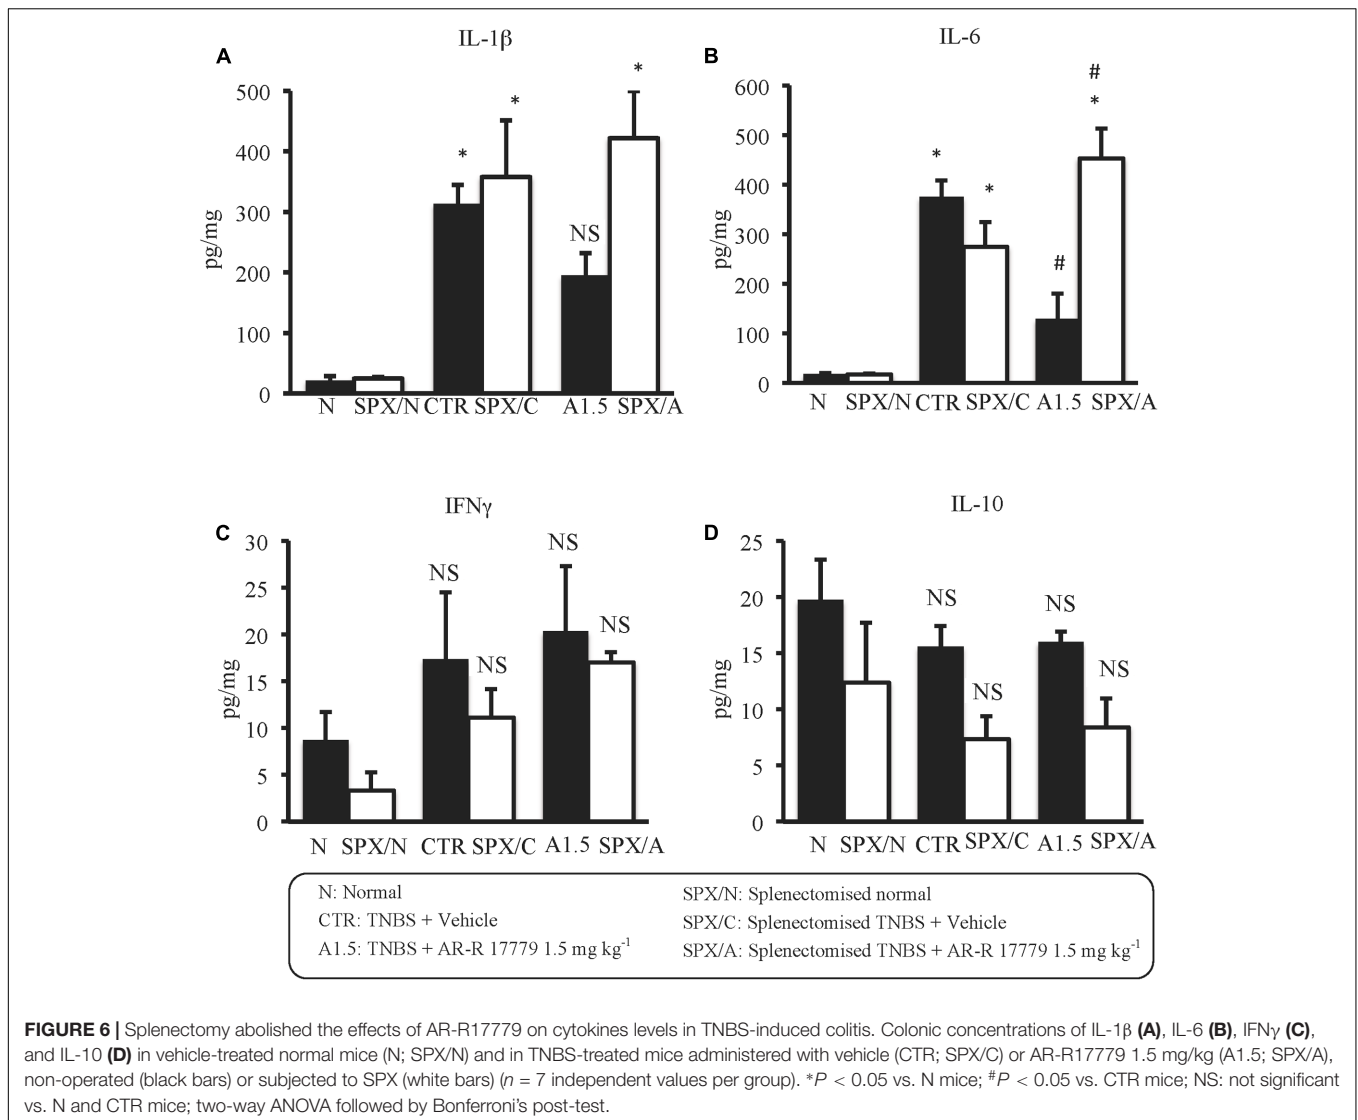 A
IL-1β
500
400
300
200
100
0
pg/mg
*
*
NS
*
N SPX/N CTR SPX/C A1.5 SPX/A
B
IL-6
600
500
400
300
200
100
0
pg/mg
*
*
#
#
*
N SPX/N CTR SPX/C A1.5 SPX/A
C
IFNγ
30
25
20
15
10
5
0
pg/mg
NS
NS
NS
NS
N SPX/N CTR SPX/C A1.5 SPX/A
D
IL-10
25
20
15
10
5
0
pg/mg
NS
NS
NS
NS
N SPX/N CTR SPX/C A1.5 SPX/A
N: Normal
CTR: TNBS + Vehicle
A1.5: TNBS + AR-R 17779 1.5 mg kg⁻¹
SPX/N: Splenectomised normal
SPX/C: Splenectomised TNBS + Vehicle
SPX/A: Splenectomised TNBS + AR-R 17779 1.5 mg kg⁻¹
FIGURE 6 | Splenectomy abolished the effects of AR-R17779 on cytokines levels in TNBS-induced colitis. Colonic concentrations of IL-1β (A), IL-6 (B), IFNγ (C),
and IL-10 (D) in vehicle-treated normal mice (N; SPX/N) and in TNBS-treated mice administered with vehicle (CTR; SPX/C) or AR-R17779 1.5 mg/kg (A1.5; SPX/A),
non-operated (black bars) or subjected to SPX (white bars) (n = 7 independent values per group). *P < 0.05 vs. N mice; #P < 0.05 vs. CTR mice; NS: not significant
vs. N and CTR mice; two-way ANOVA followed by Bonferroni's post-test.